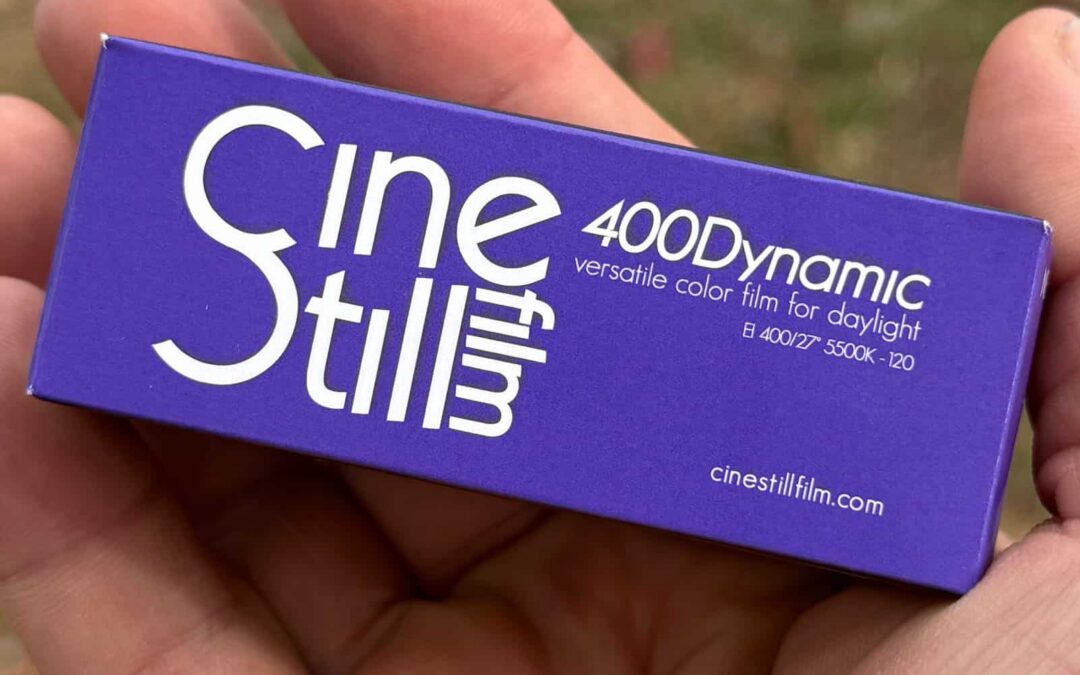 Cine
Still
film
400Dynamic
versatile color film for daylight
EI 400/27° 5500K - 120
cinestillfilm.com